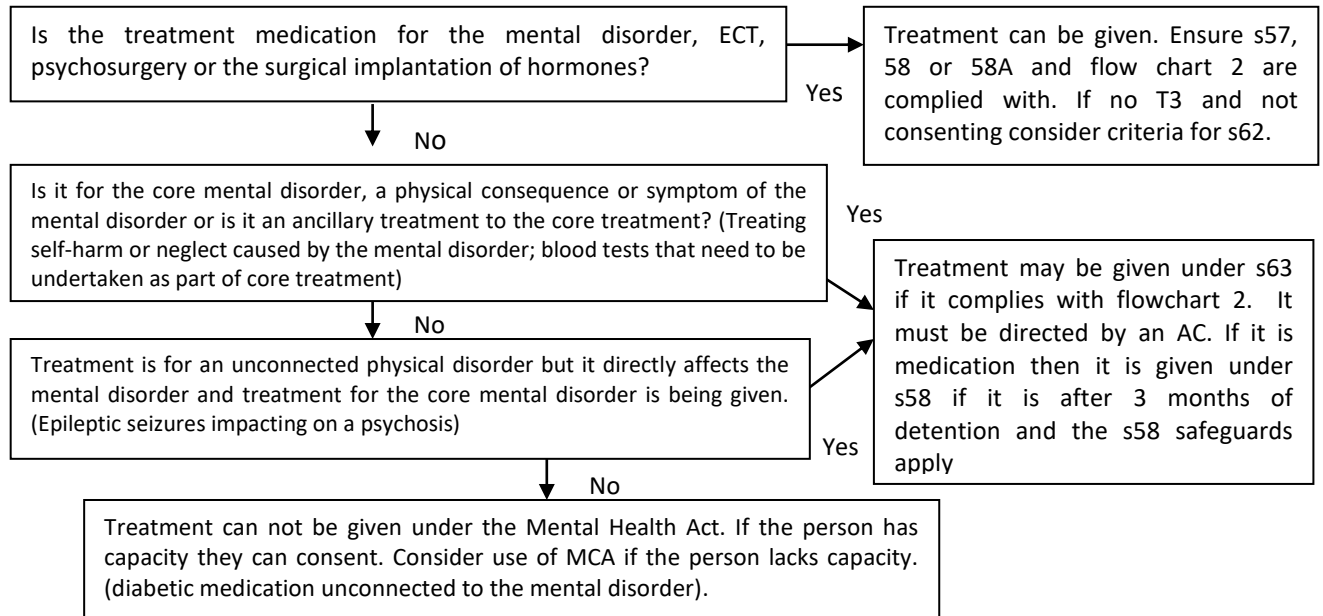 Is the treatment medication for the mental disorder, ECT,
psychosurgery or the surgical implantation of hormones?
Yes
Treatment can be given. Ensure s57,
58 or 58A and flow chart 2 are
complied with. If no T3 and not
consenting consider criteria for s62.
No
Is it for the core mental disorder, a physical consequence or symptom of the
mental disorder or is it an ancillary treatment to the core treatment? (Treating
self-harm or neglect caused by the mental disorder; blood tests that need to be
undertaken as part of core treatment)
Yes
Treatment may be given under s63
if it complies with flowchart 2. It
must be directed by an AC. If it is
medication then it is given under
s58 if it is after 3 months of
detention and the s58 safeguards
apply
No
Treatment is for an unconnected physical disorder but it directly affects the
mental disorder and treatment for the core mental disorder is being given.
(Epileptic seizures impacting on a psychosis)
Yes
No
Treatment can not be given under the Mental Health Act. If the person has
capacity they can consent. Consider use of MCA if the person lacks capacity.
(diabetic medication unconnected to the mental disorder).